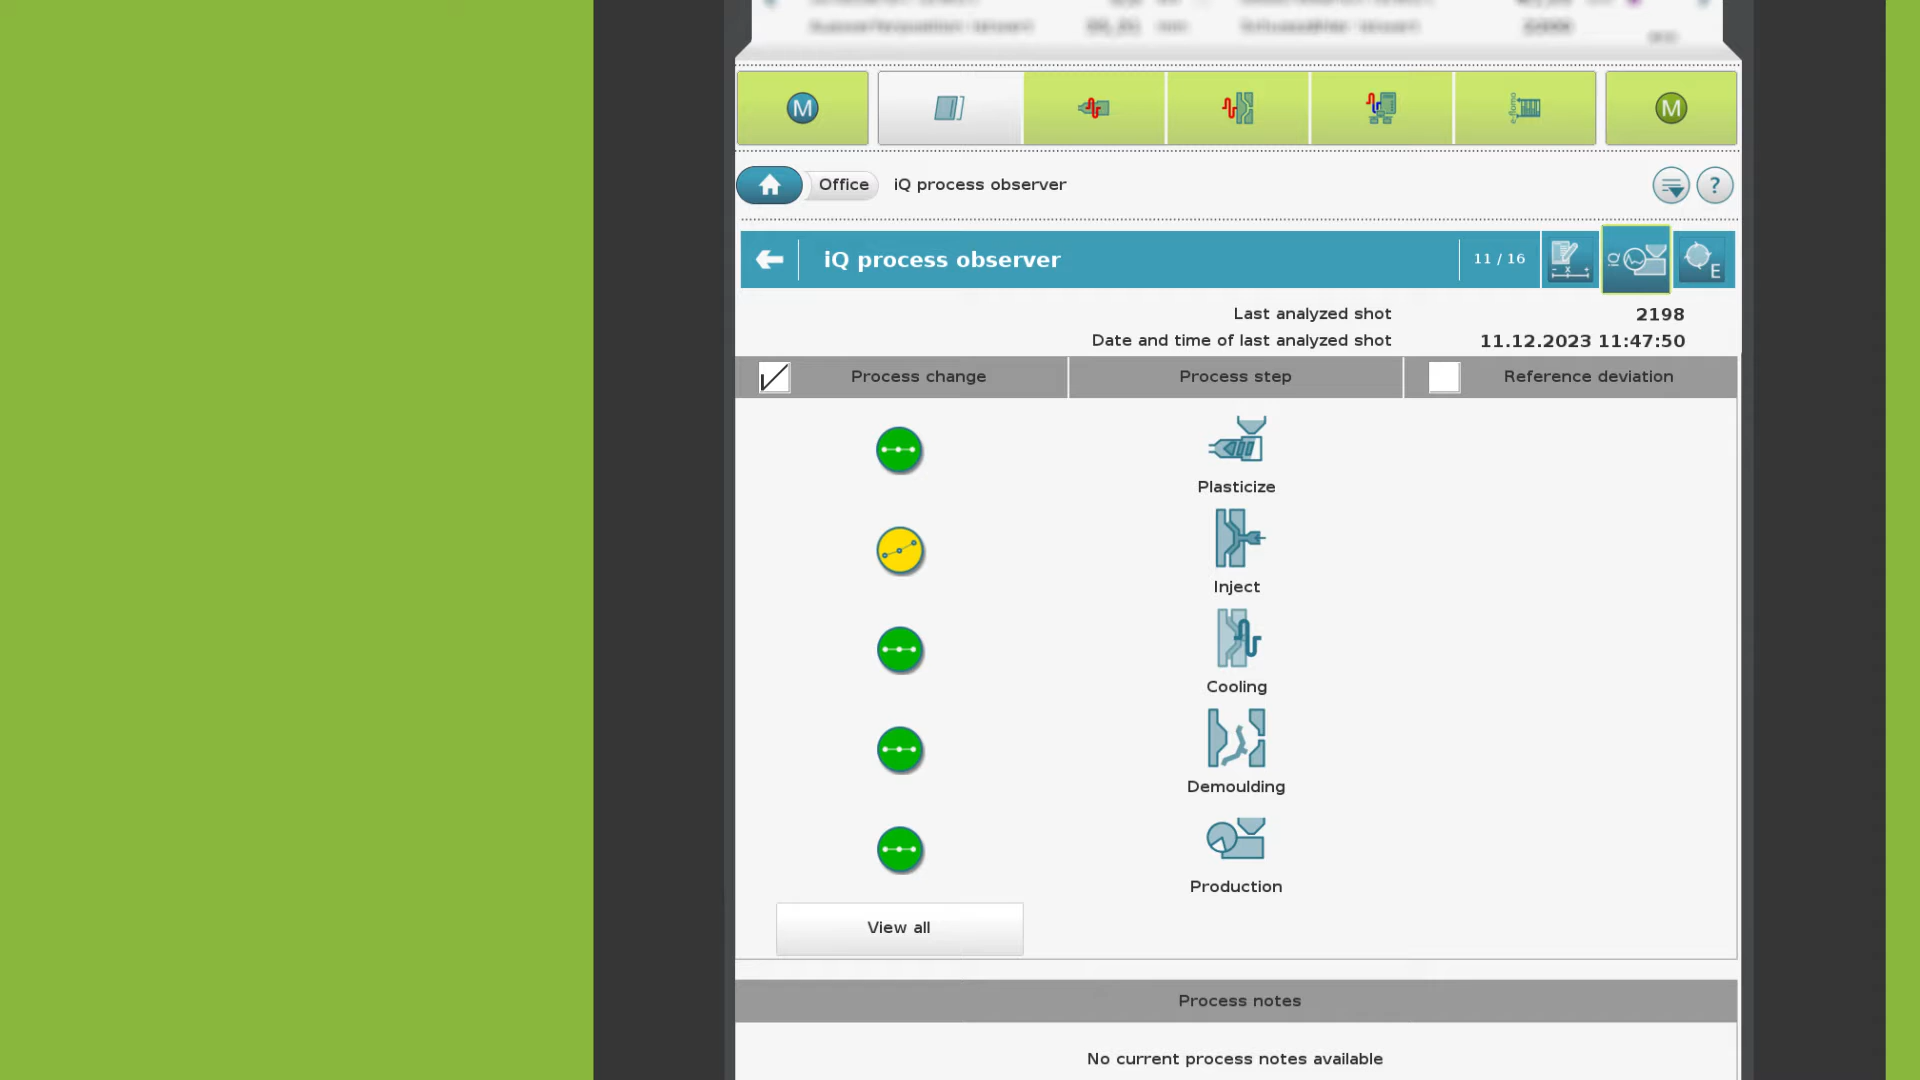 M
e-flomo
M
Office
iQ process observer
?
iQ process observer
11 / 16
iQ
E
Last analyzed shot
2198
Date and time of last analyzed shot
11.12.2023 11:47:50
Process change
Process step
Reference deviation
Plasticize
Inject
Cooling
Demoulding
Production
View all
Process notes
No current process notes available